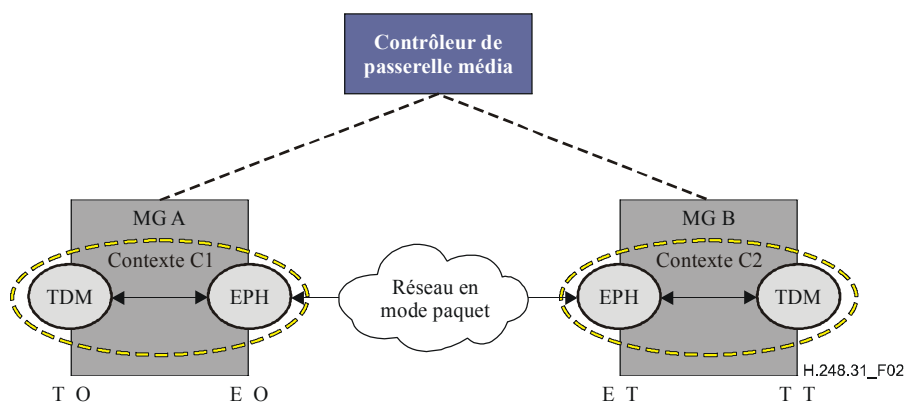 Contrôleur de
passerelle média
MG A
MG B
Contexte C1
Contexte C2
TDM
EPH
Réseau en
mode paquet
EPH
TDM
H.248.31_F02
T O
E O
E T
T T